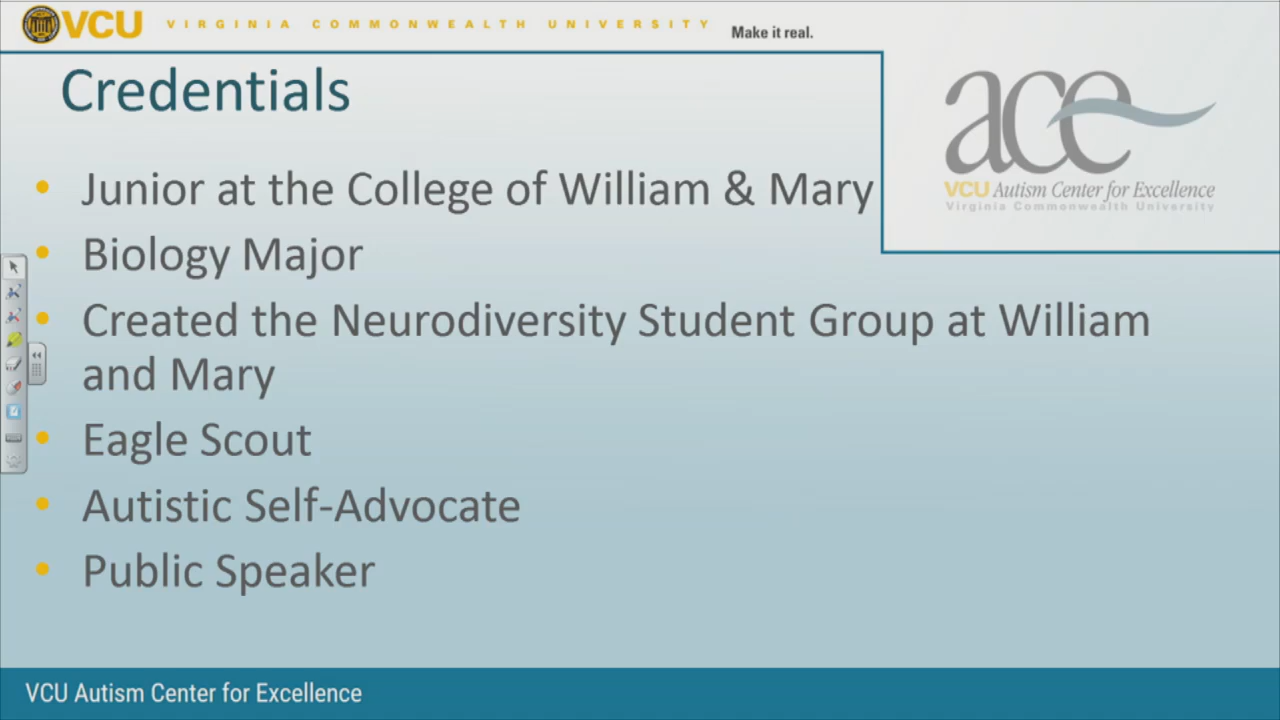 VCU VIRGINIA COMMONWEALTH UNIVERSITY Make it real.
Credentials
ace
VCU Autism Center for Excellence
Virginia Commonwealth University
• Junior at the College of William & Mary
• Biology Major
• Created the Neurodiversity Student Group at William
and Mary
• Eagle Scout
• Autistic Self-Advocate
• Public Speaker
VCU Autism Center for Excellence